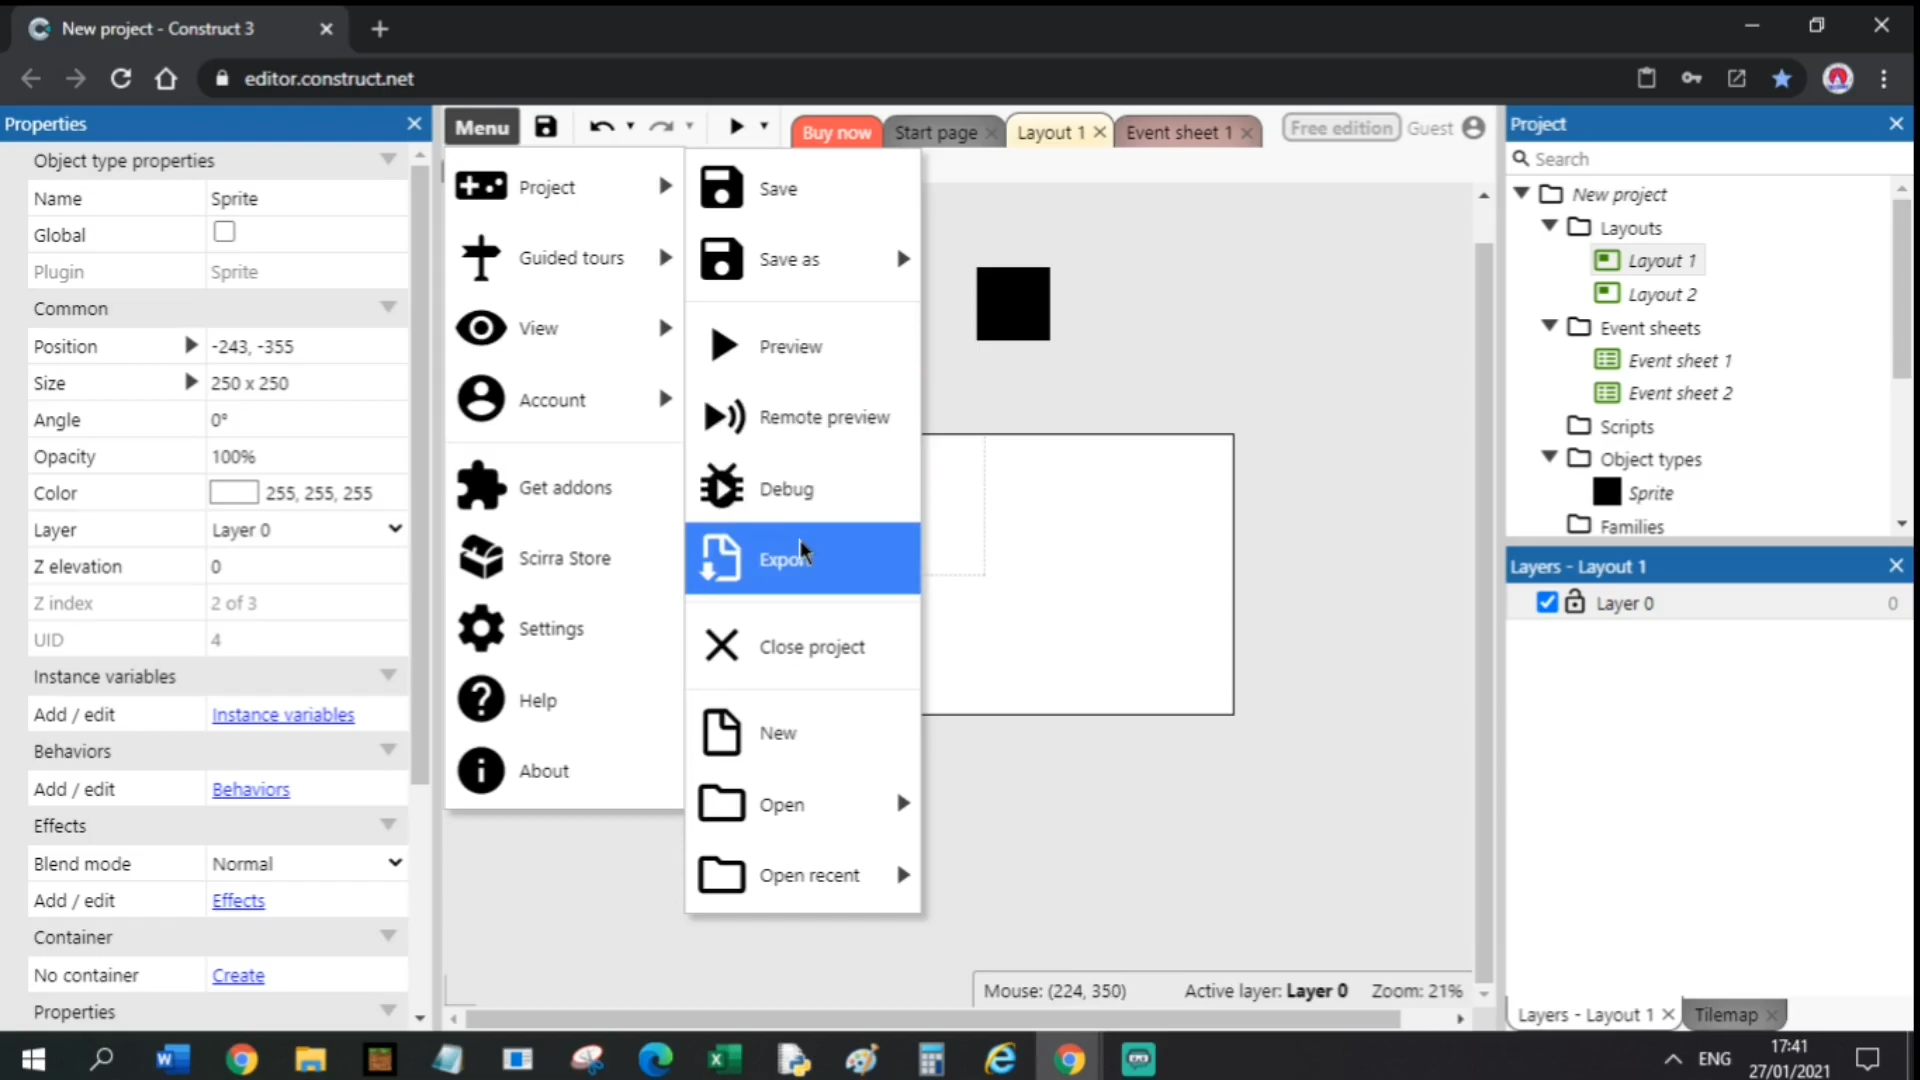 New project - Construct 3
editor.construct.net
Properties
Object type properties
Name Sprite
Global
Plugin Sprite
Common
Position -243, -355
Size 250 x 250
Angle 0°
Opacity 100%
Color 255, 255, 255
Layer Layer 0
Z elevation 0
Z index 2 of 3
UID 4
Instance variables
Add / edit Instance variables
Behaviors
Add / edit Behaviors
Effects
Blend mode Normal
Add / edit Effects
Container
No container Create
Properties
Menu
Buy now
Start page
Layout 1
Event sheet 1
Free edition
Guest
Project
Guided tours
View
Account
Get addons
Scirra Store
Settings
Help
About
Save
Save as
Preview
Remote preview
Debug
Export
Close project
New
Open
Open recent
Mouse: (224, 350) Active layer: Layer 0 Zoom: 21%
Project
Search
New project
Layouts
Layout 1
Layout 2
Event sheets
Event sheet 1
Event sheet 2
Scripts
Object types
Sprite
Families
Layers - Layout 1
Layer 0 0
Layers - Layout 1
Tilemap
ENG
17:41
27/01/2021